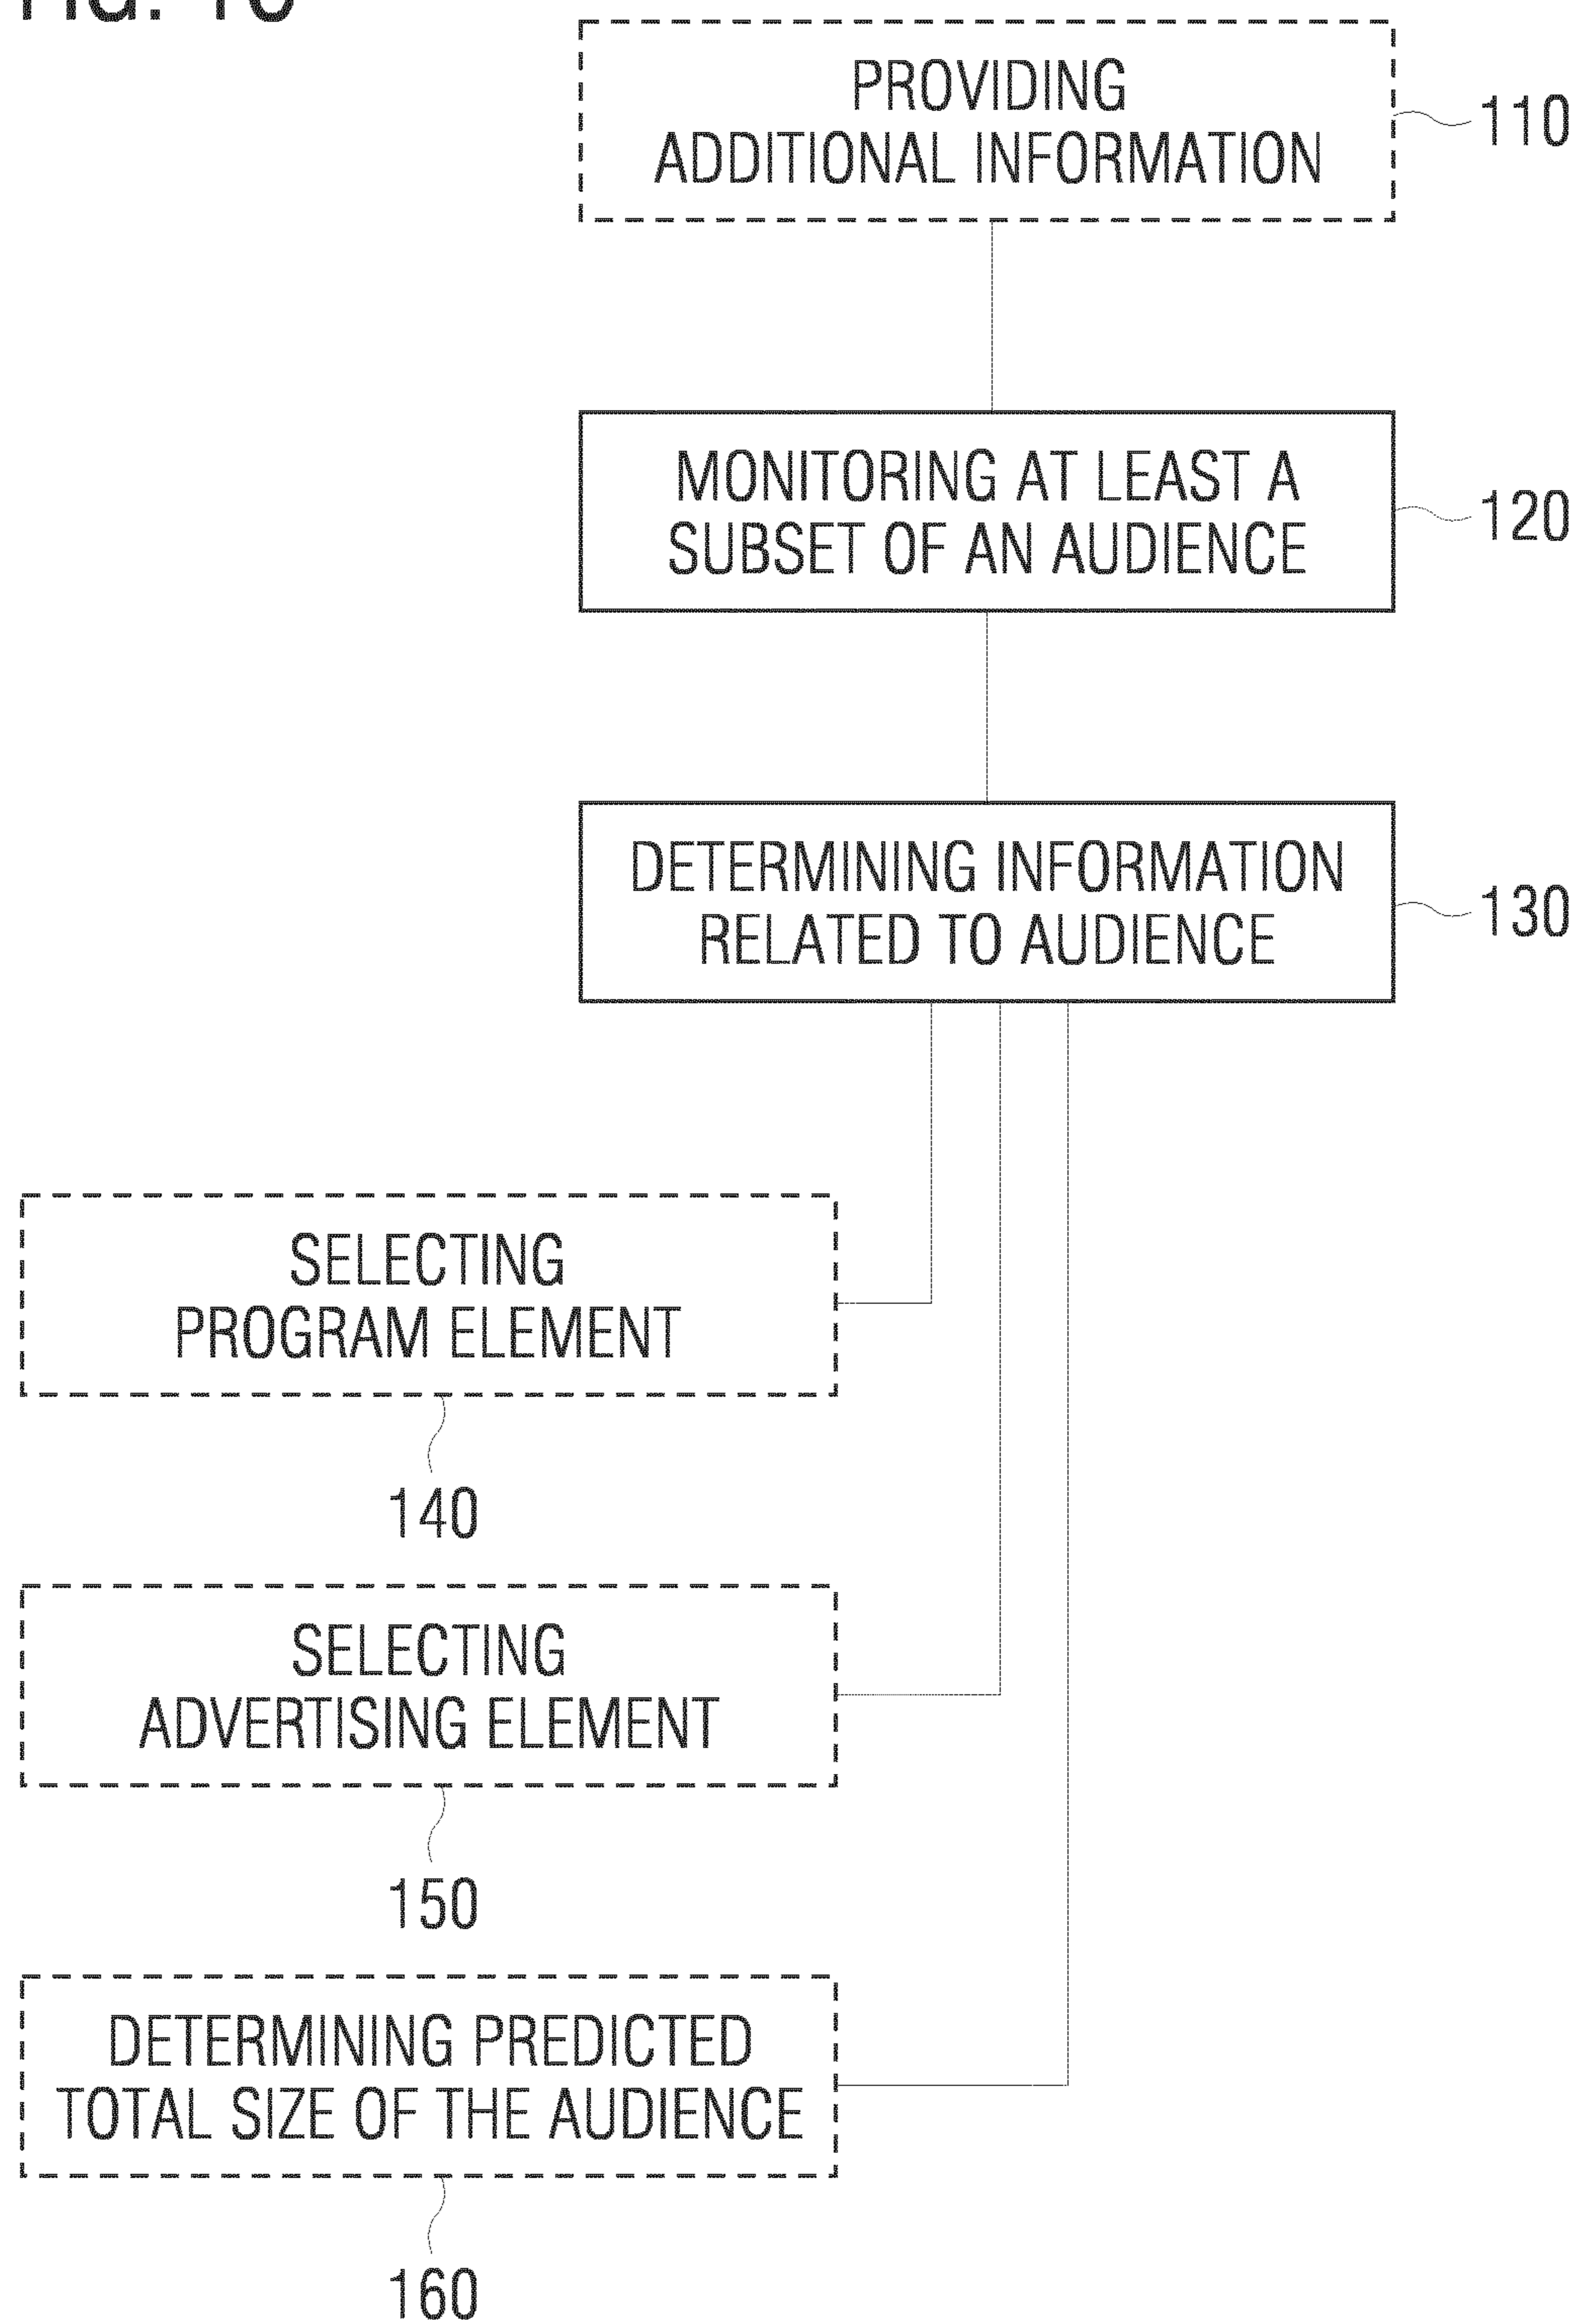 FIG.
PROVIDING
ADDITIONAL INFORMATION
110
MONITORING AT LEAST A
SUBSET OF AN AUDIENCE
120
DETERMINING INFORMATION
RELATED TO AUDIENCE
130
SELECTING
PROGRAM ELEMENT
140
SELECTING
ADVERTISING ELEMENT
150
DETERMINING PREDICTED
TOTAL SIZE OF THE AUDIENCE
160